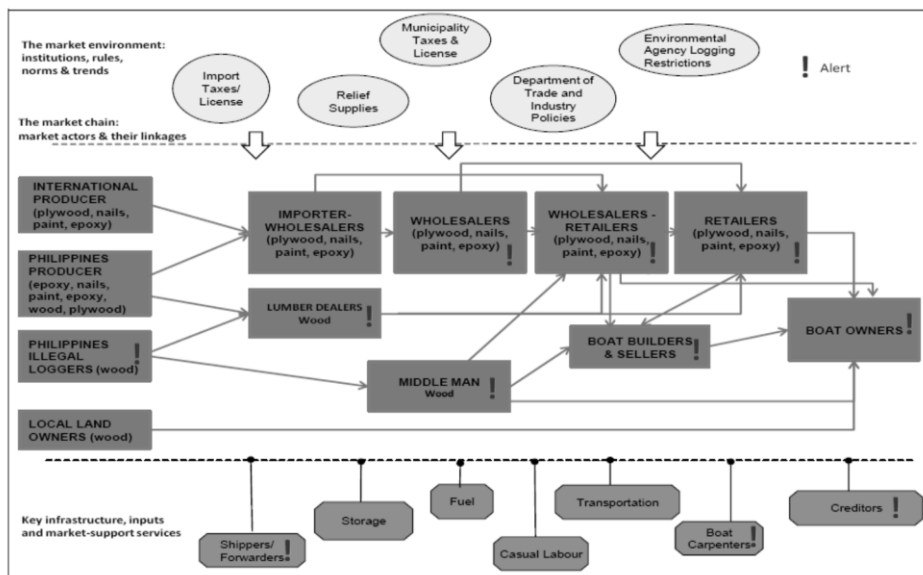 The market environment:
institutions, rules,
norms & trends
Import
Taxes/
License
Relief
Supplies
Municipality
Taxes &
License
Department of
Trade and
Industry
Policies
Environmental
Agency Logging
Restrictions
! Alert
The market chain:
market actors & their linkages
INTERNATIONAL
PRODUCER
(plywood, nails,
paint, epoxy)
IMPORTER-
WHOLESALERS
(plywood, nails,
paint, epoxy)
WHOLESALERS
(plywood, nails,
paint, epoxy) !
WHOLESALERS -
RETAILERS
(plywood, nails,
paint, epoxy) !
RETAILERS
(plywood, nails,
paint, epoxy) !
PHILIPPINES
PRODUCER
(epoxy, nails,
paint, epoxy,
wood, plywood)
LUMBER DEALERS
Wood !
PHILIPPINES
ILLEGAL !
LOGGERS (wood)
MIDDLE MAN
Wood !
BOAT BUILDERS
& SELLERS !
BOAT OWNERS !
LOCAL LAND
OWNERS (wood)
Key infrastructure, inputs
and market-support services
Shippers/
Forwarders !
Storage
Fuel
Casual Labour
Transportation
Boat
Carpenters !
Creditors !